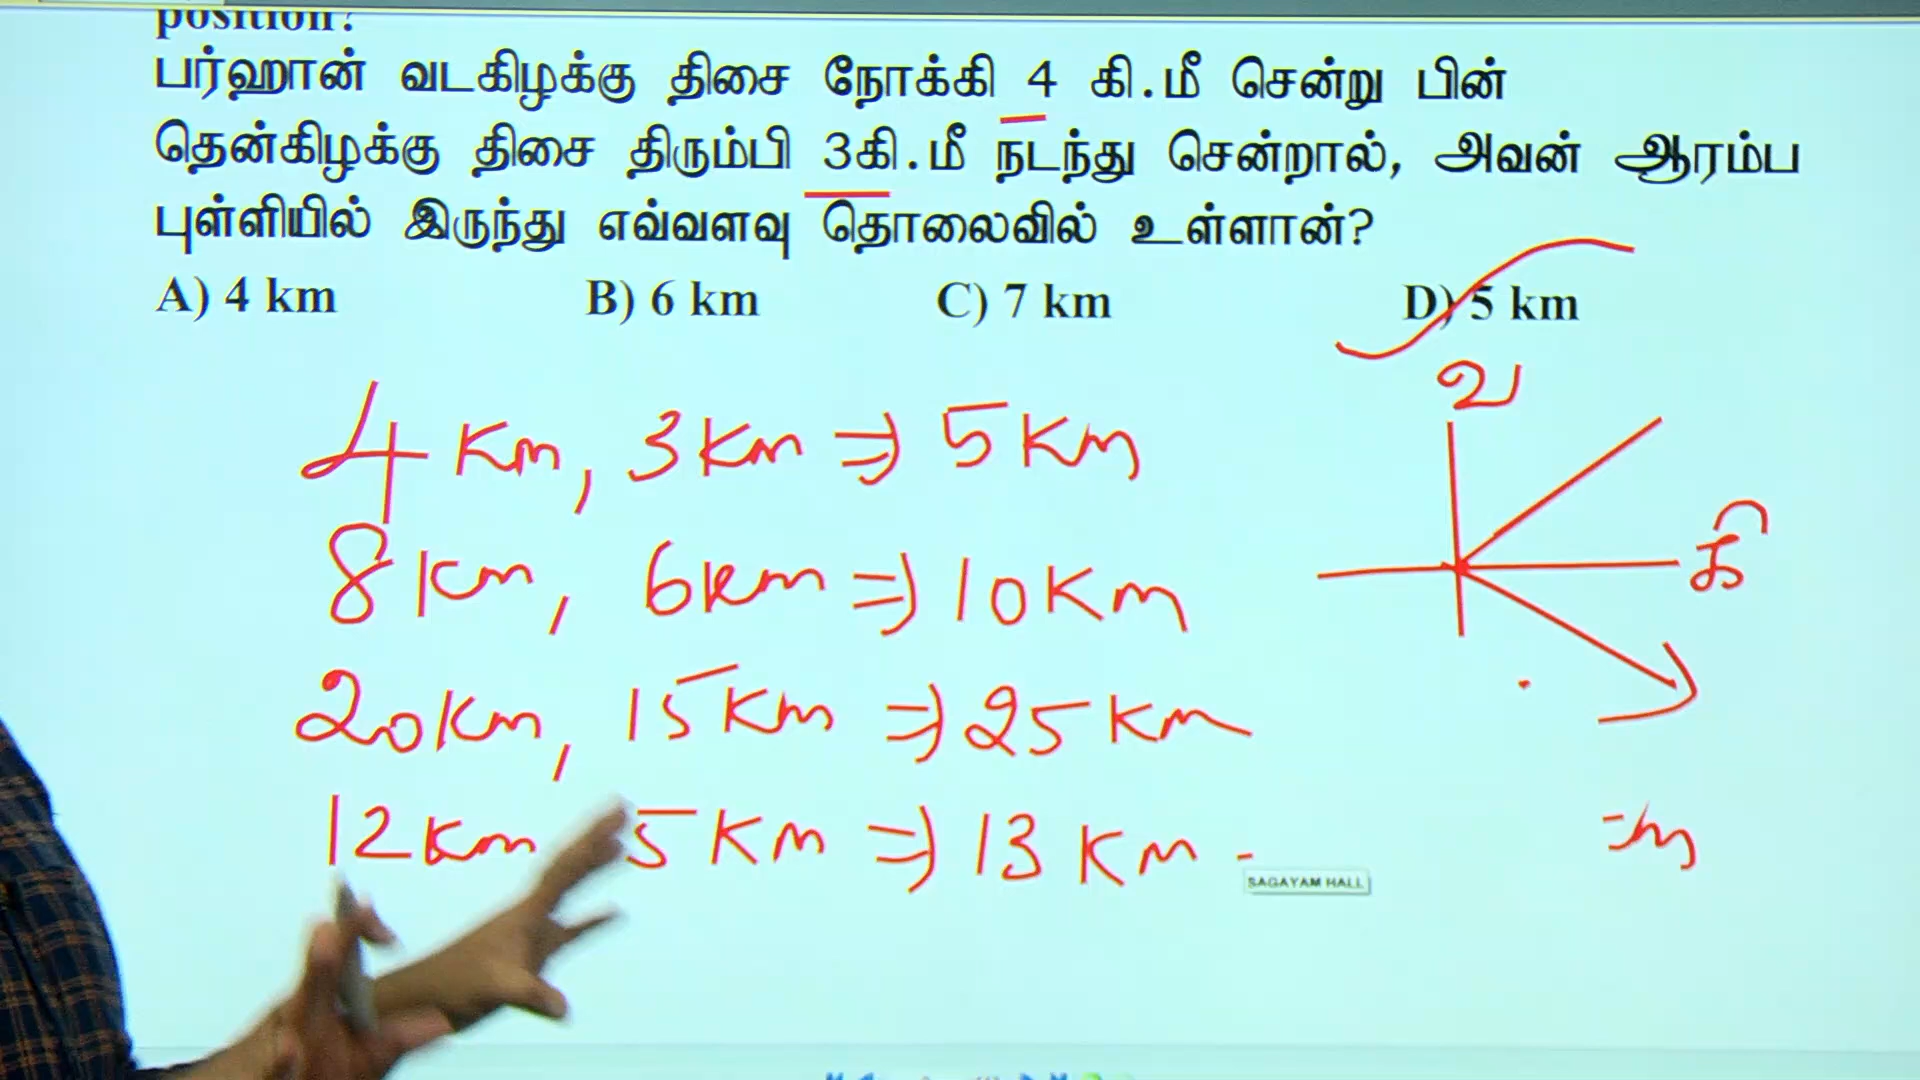 position?
பர்ஹான் வடகிழக்கு திசை நோக்கி 4 கி.மீ சென்று பின்
தென்கிழக்கு திசை திரும்பி 3கி.மீ நடந்து சென்றால், அவன் ஆரம்ப
புள்ளியில் இருந்து எவ்வளவு தொலைவில் உள்ளான்?
A) 4 km B) 6 km C) 7 km D) 5 km
வ
4 Km, 3 Km ⇒ 5 Km
கி
8 Km, 6 km ⇒ 10 Km
20 Km, 15 Km ⇒ 25 Km
12 Km 5 Km ⇒ 13 Km -
SAGAYAM HALL